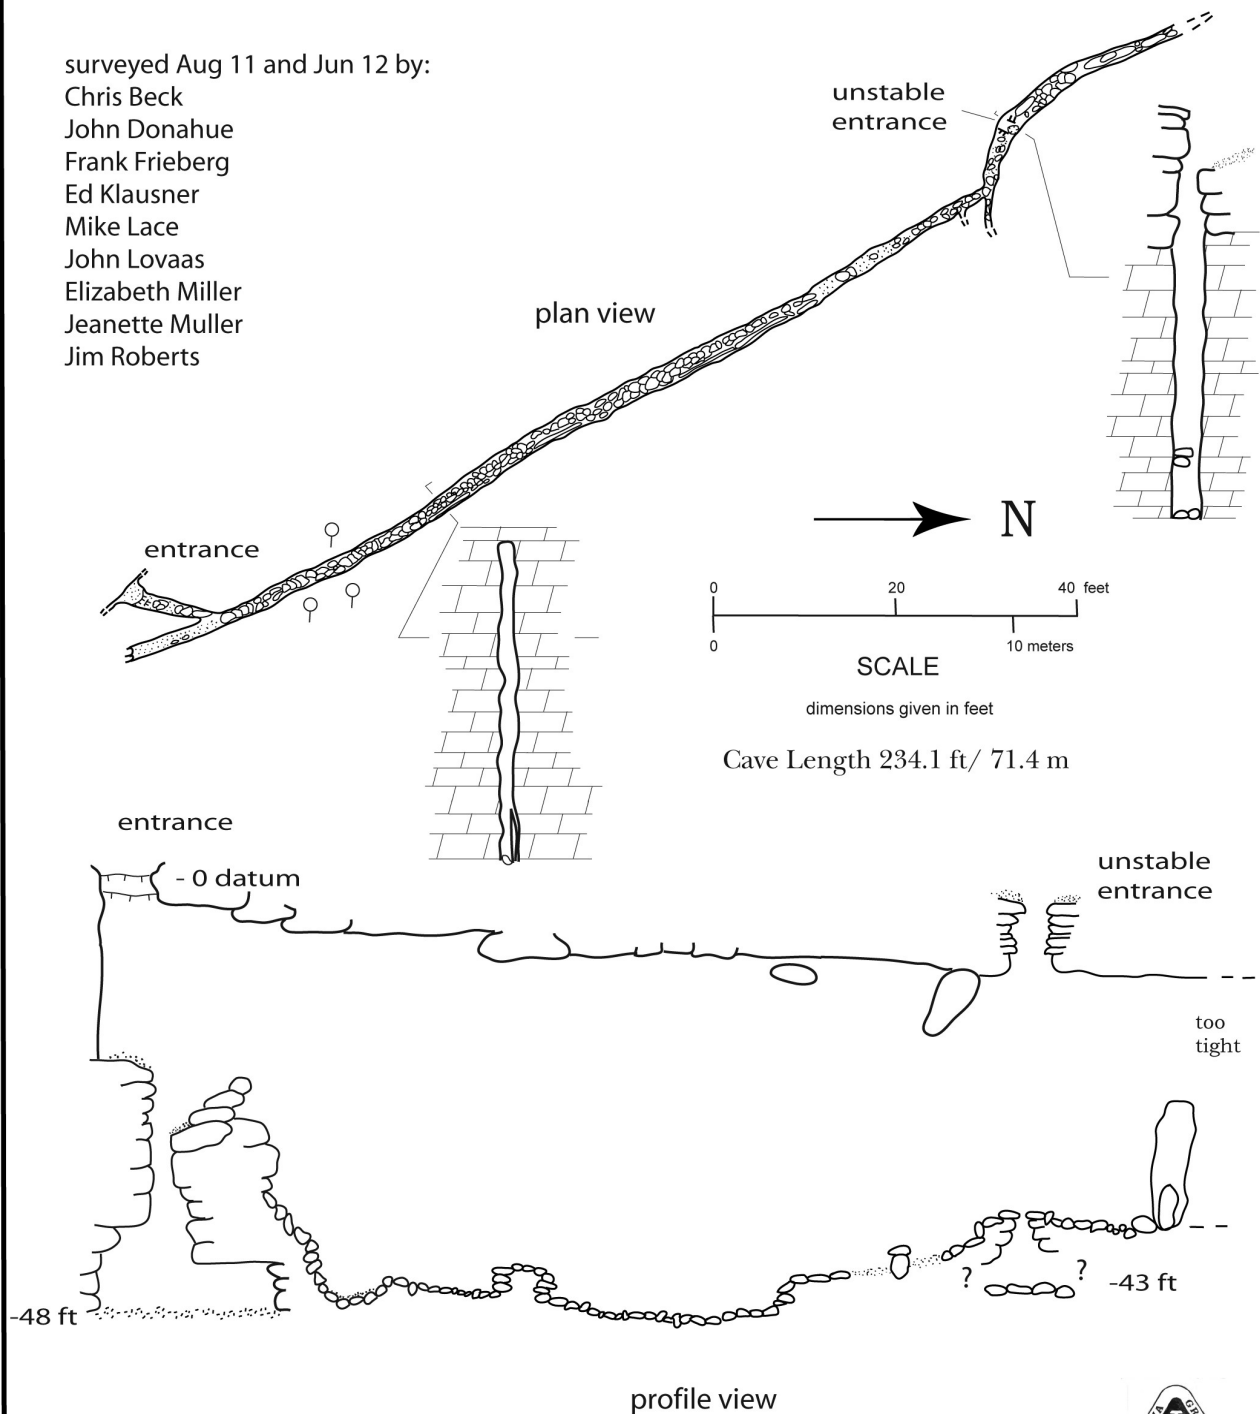 surveyed Aug 11 and Jun 12 by:
Chris Beck
John Donahue
Frank Frieberg
Ed Klausner
Mike Lace
John Lovaas
Elizabeth Miller
Jeanette Muller
Jim Roberts
unstable
entrance
plan view
entrance
N
0 20 40 feet
0 10 meters
SCALE
dimensions given in feet
Cave Length 234.1 ft/ 71.4 m
entrance
- 0 datum
unstable
entrance
too
tight
? ?
-43 ft
-48 ft
profile view